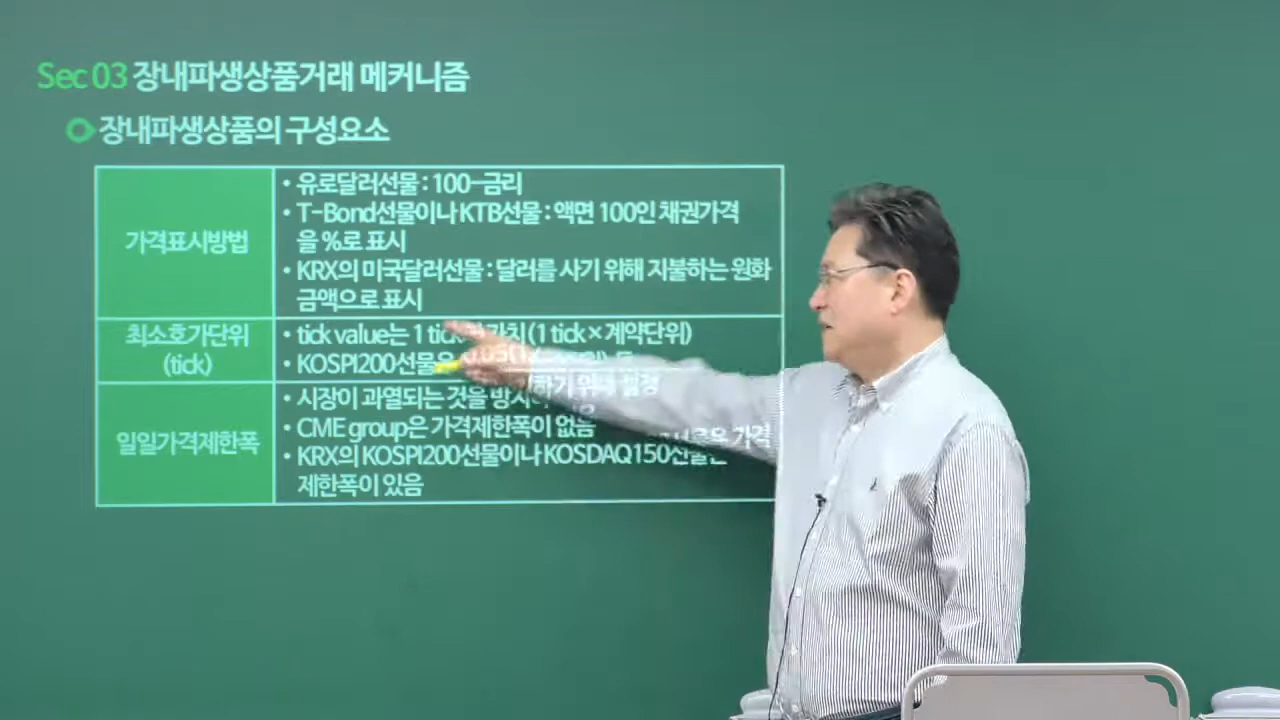 Sec 03 장내파생상품거래 메커니즘
장내파생상품의 구성요소
가격표시방법
• 유로달러선물 : 100-금리
• T-Bond선물이나 KTB선물 : 액면 100인 채권가격
을 %로 표시
• KRX의 미국달러선물 : 달러를 사기 위해 지불하는 원화
금액으로 표시
최소호가단위
(tick)
• tick value는 1 tick 가치(1 tick×계약단위)
• KOSPI200선물은
일일가격제한폭
• 시장이 과열되는 것을 방지하기 위해 설정
• CME group은 가격제한폭이 없음
• KRX의 KOSPI200선물이나 KOSDAQ150선물은 가격
제한폭이 있음